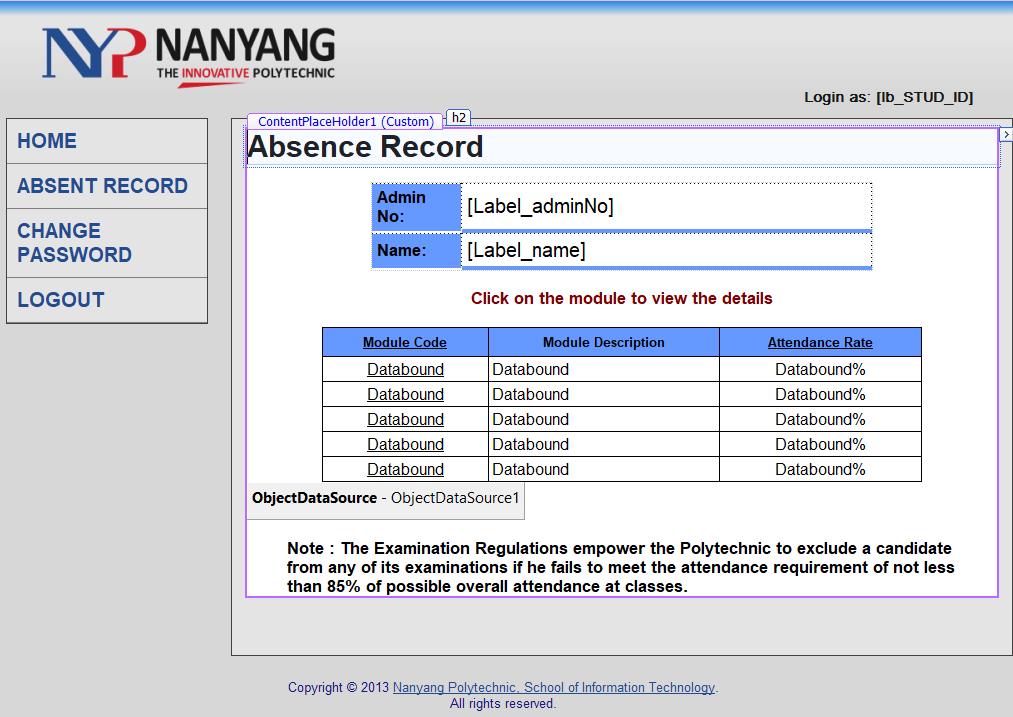 NYP NANYANG
THE INNOVATIVE POLYTECHNIC
Login as: [lb_STUD_ID]
HOME
ABSENT RECORD
CHANGE
PASSWORD
LOGOUT
ContentPlaceHolder1 (Custom) h2
>
Absence Record
Admin
No: [Label_adminNo]
Name: [Label_name]
Click on the module to view the details
Module Code Module Description Attendance Rate
Databound Databound Databound%
Databound Databound Databound%
Databound Databound Databound%
Databound Databound Databound%
Databound Databound Databound%
ObjectDataSource - ObjectDataSource1
Note : The Examination Regulations empower the Polytechnic to exclude a candidate
from any of its examinations if he fails to meet the attendance requirement of not less
than 85% of possible overall attendance at classes.
Copyright © 2013 Nanyang Polytechnic, School of Information Technology.
All rights reserved.